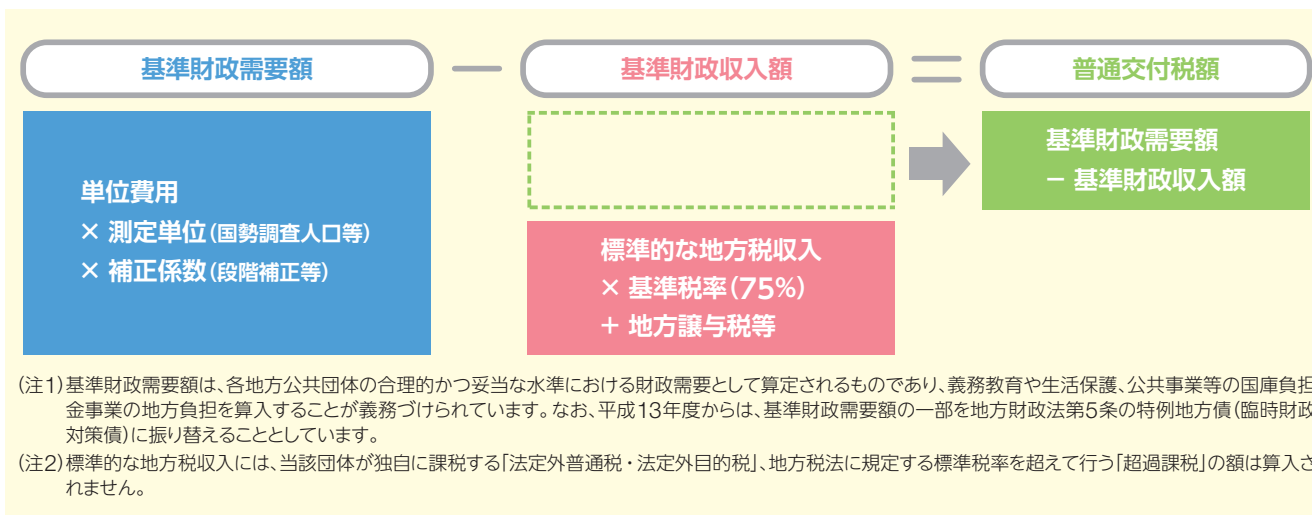 基準財政需要額 － 基準財政収入額 ＝ 普通交付税額
単位費用
× 測定単位(国勢調査人口等)
× 補正係数(段階補正等)
標準的な地方税収入
× 基準税率(75%)
＋ 地方譲与税等
基準財政需要額
－ 基準財政収入額
(注1)基準財政需要額は、各地方公共団体の合理的かつ妥当な水準における財政需要として算定されるものであり、義務教育や生活保護、公共事業等の国庫負担
金事業の地方負担を算入することが義務づけられています。なお、平成13年度からは、基準財政需要額の一部を地方財政法第5条の特例地方債(臨時財政
対策債)に振り替えることとしています。
(注2)標準的な地方税収入には、当該団体が独自に課税する「法定外普通税・法定外目的税」、地方税法に規定する標準税率を超えて行う「超過課税」の額は算入さ
れません。